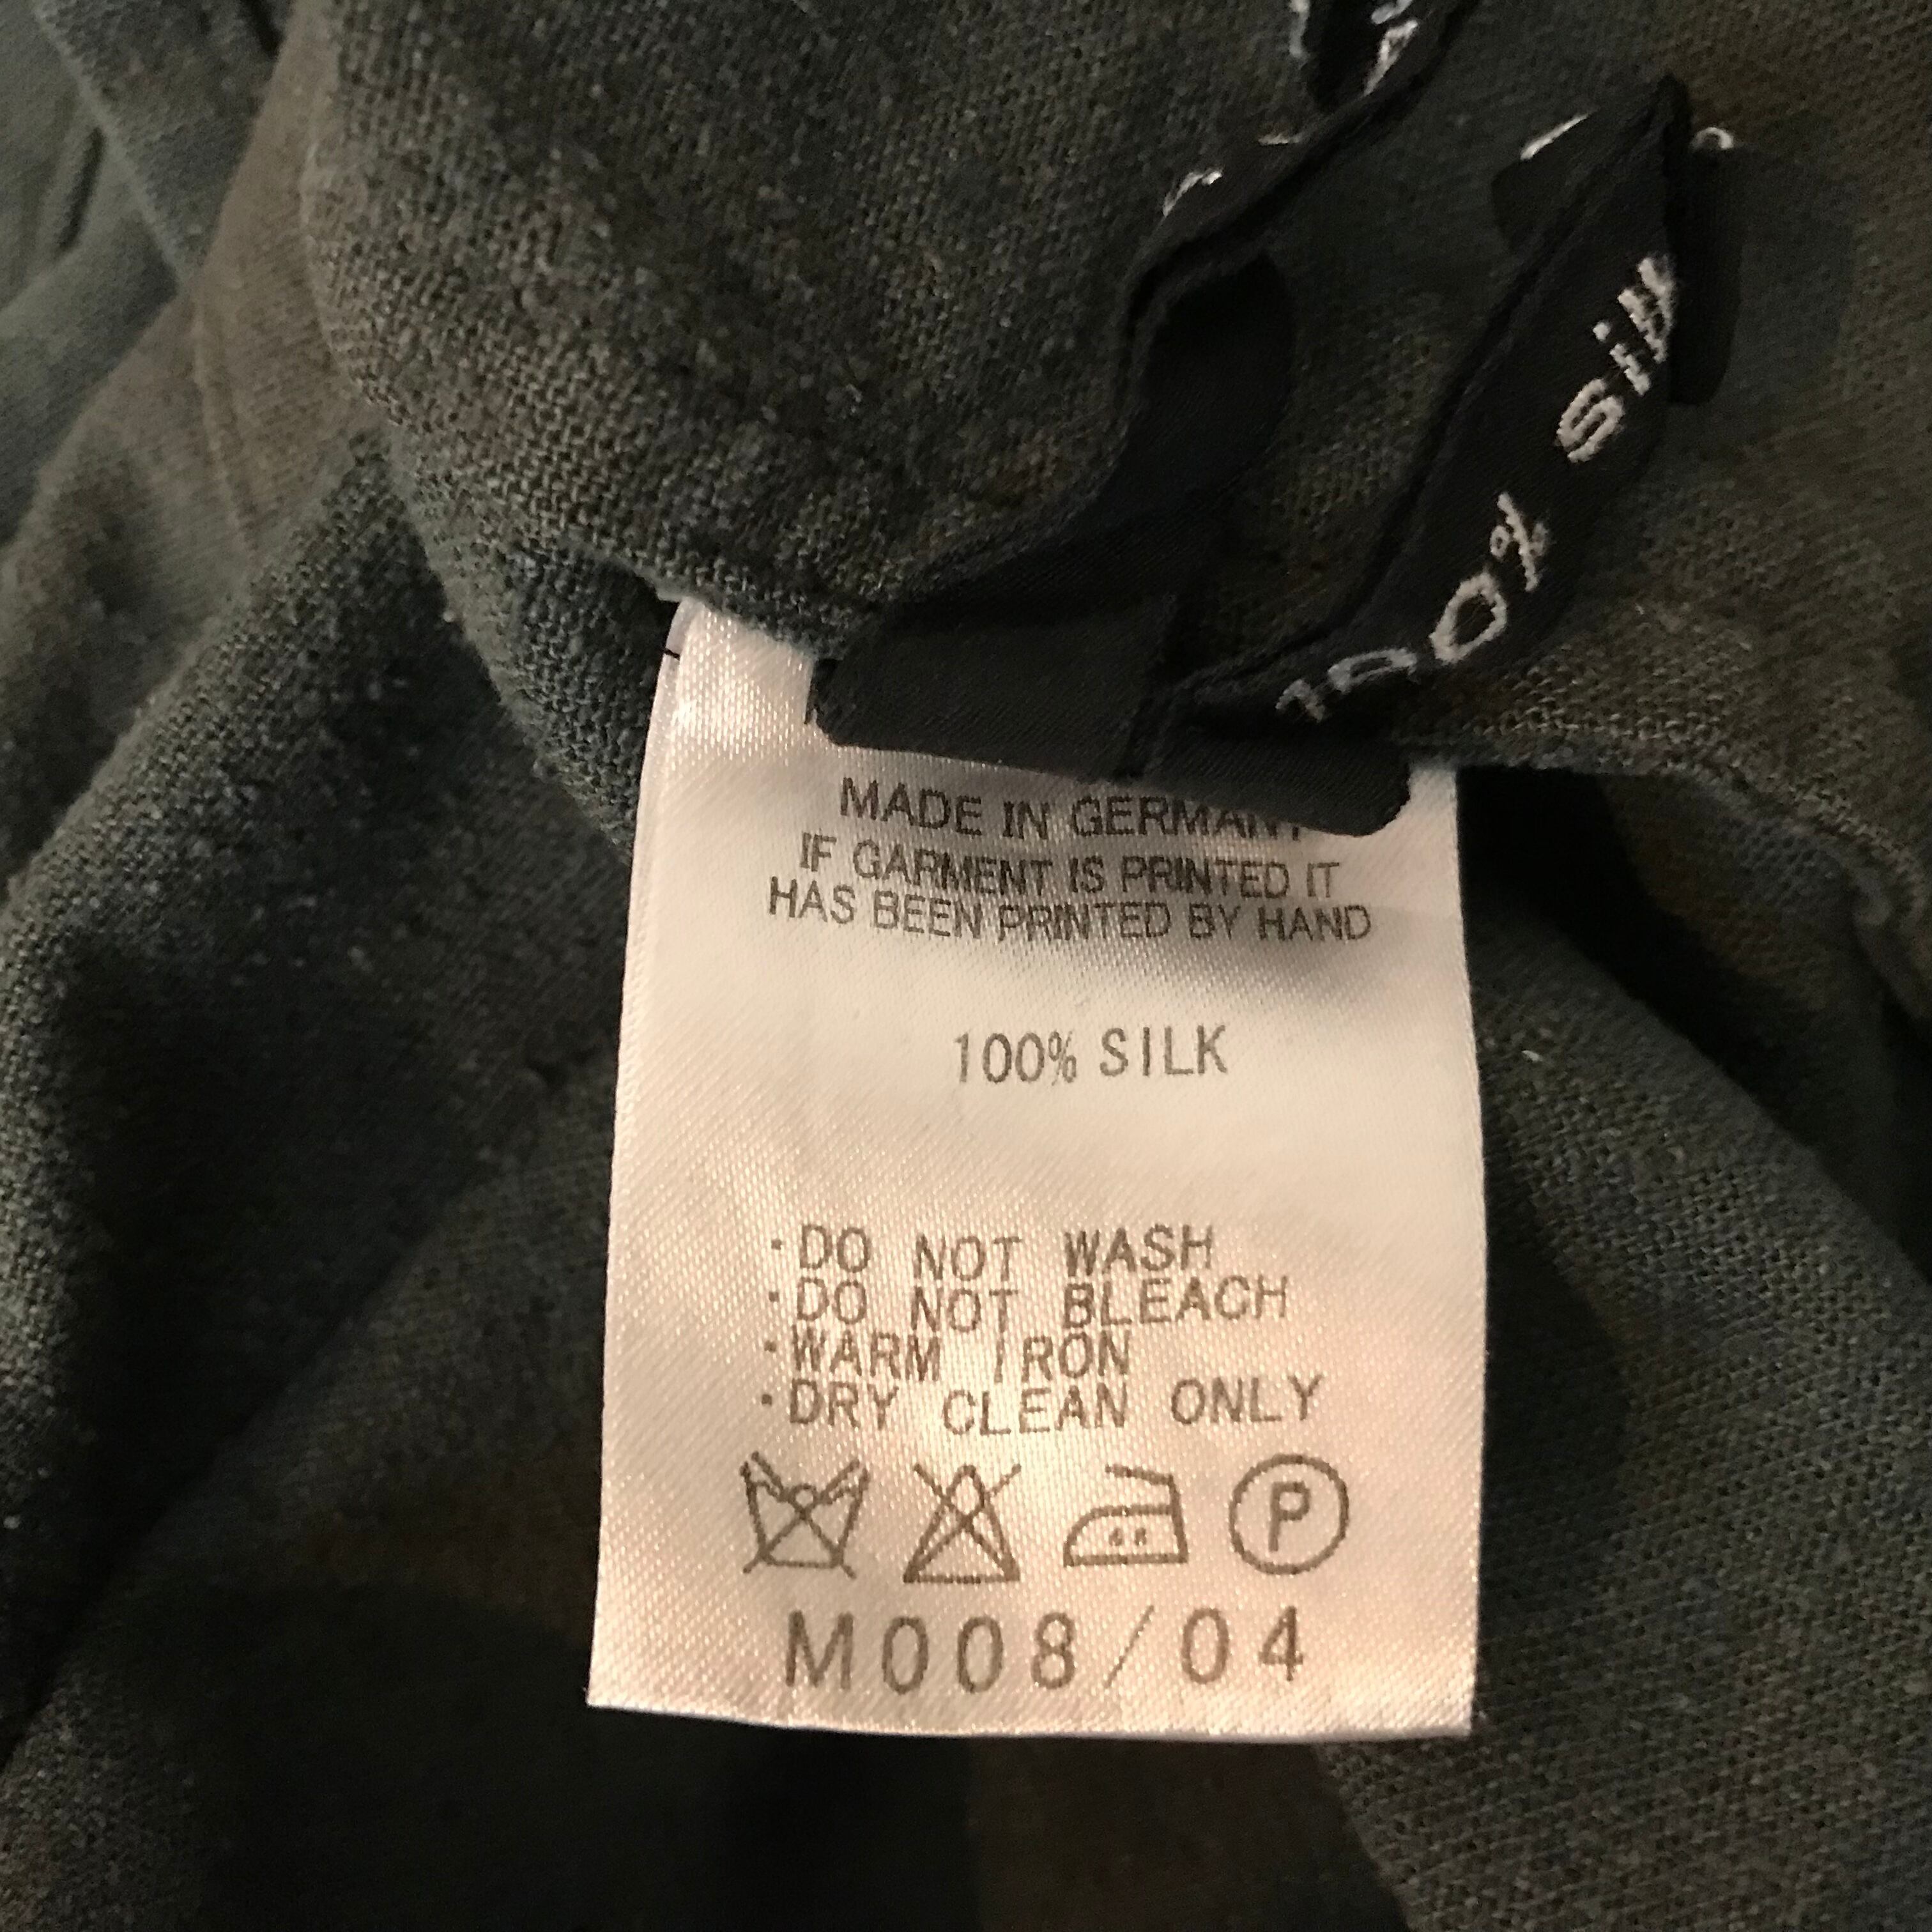 100% Silk
MADE IN GERMANY
IF GARMENT IS PRINTED IT
HAS BEEN PRINTED BY HAND
100% SILK
·DO NOT WASH
·DO NOT BLEACH
·WARM IRON
·DRY CLEAN ONLY
P
M008/04